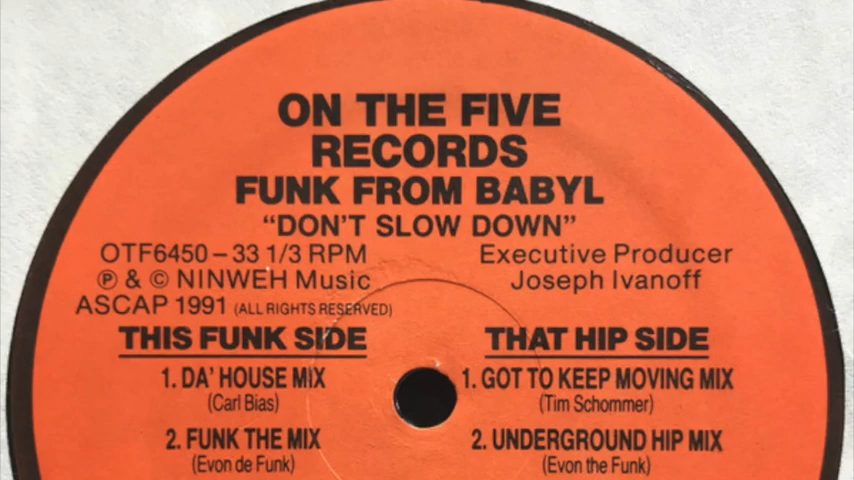 ON THE FIVE
RECORDS
FUNK FROM BABYL
“DON'T SLOW DOWN”
OTF6450 – 33 1/3 RPM
℗ & © NINWEH Music
ASCAP 1991 (ALL RIGHTS RESERVED)
Executive Producer
Joseph Ivanoff
THIS FUNK SIDE
1. DA' HOUSE MIX
(Carl Bias)
2. FUNK THE MIX
(Evon de Funk)
THAT HIP SIDE
1. GOT TO KEEP MOVING MIX
(Tim Schommer)
2. UNDERGROUND HIP MIX
(Evon the Funk)